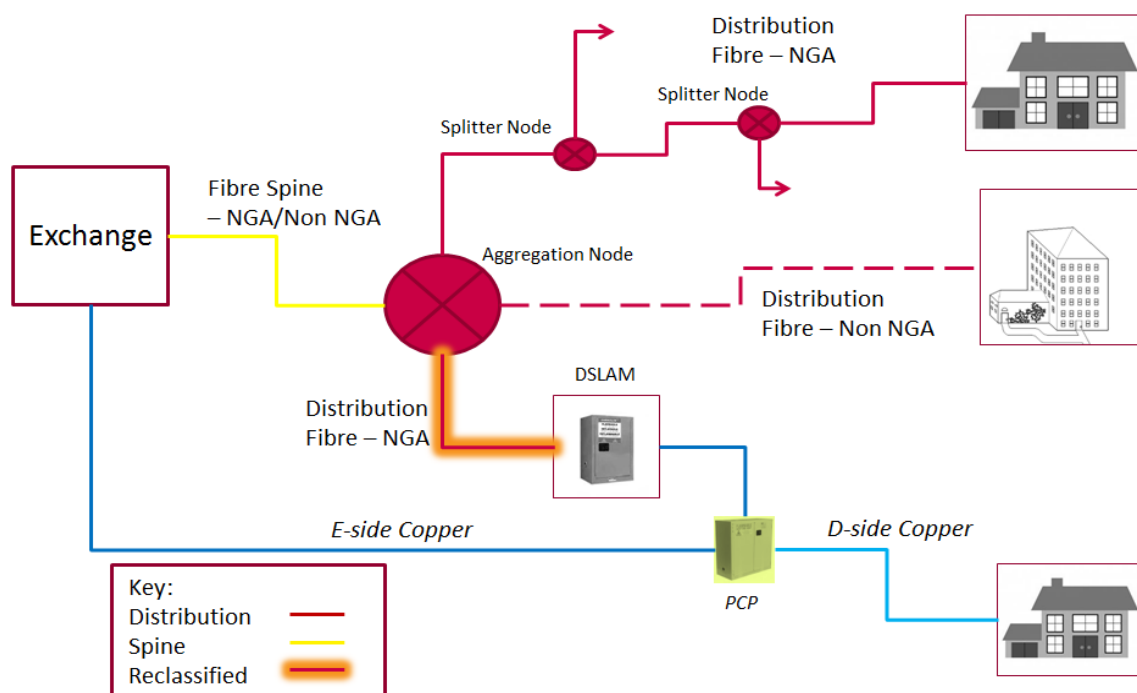 Distribution
Fibre – NGA
Splitter Node
Splitter Node
Fibre Spine
– NGA/Non NGA
Exchange
Aggregation Node
Distribution
Fibre – Non NGA
DSLAM
Distribution
Fibre – NGA
E-side Copper
D-side Copper
PCP
Key:
Distribution
Spine
Reclassified